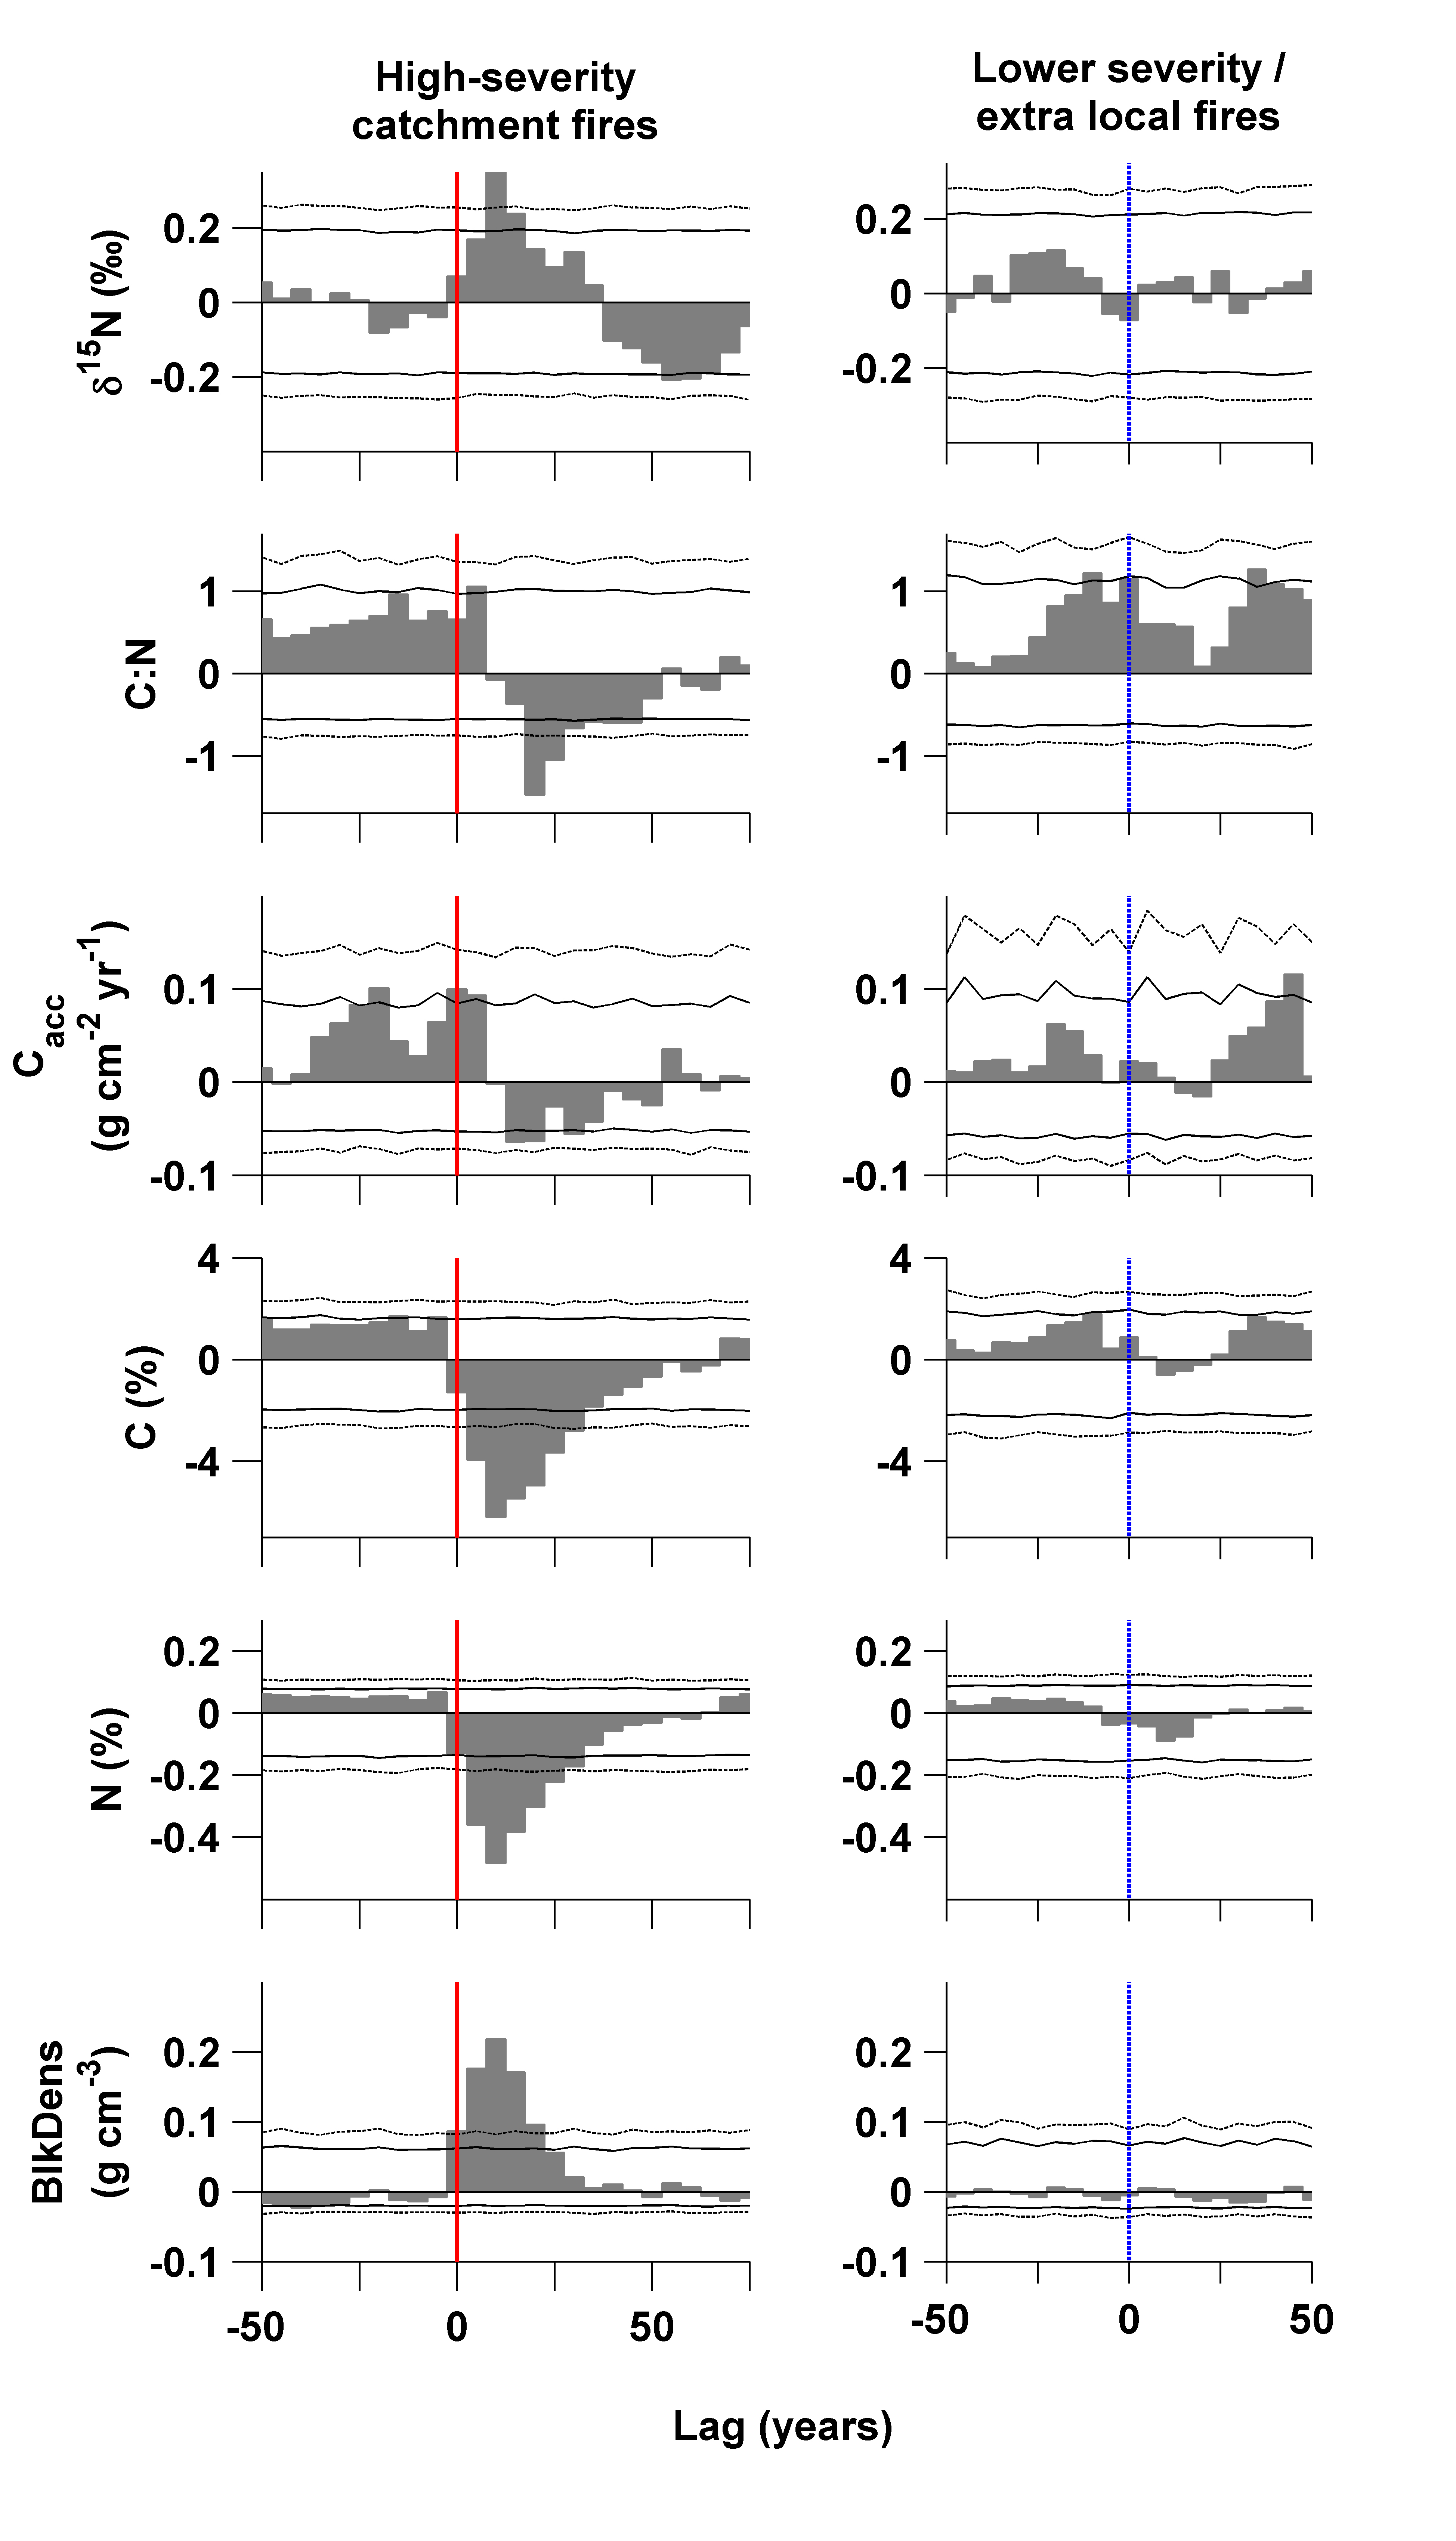 High-severity
catchment fires
Lower severity /
extra local fires
δ15N (‰)
0.2
0
-0.2
0.2
0
-0.2
C:N
1
0
-1
1
0
-1
Cacc
(g cm-2 yr-1)
0.1
0
-0.1
0.1
0
-0.1
C (%)
4
0
-4
4
0
-4
N (%)
0.2
0
-0.2
-0.4
0.2
0
-0.2
-0.4
BlkDens
(g cm-3)
0.2
0.1
0
-0.1
0.2
0.1
0
-0.1
-50 0 50
-50 0 50
Lag (years)